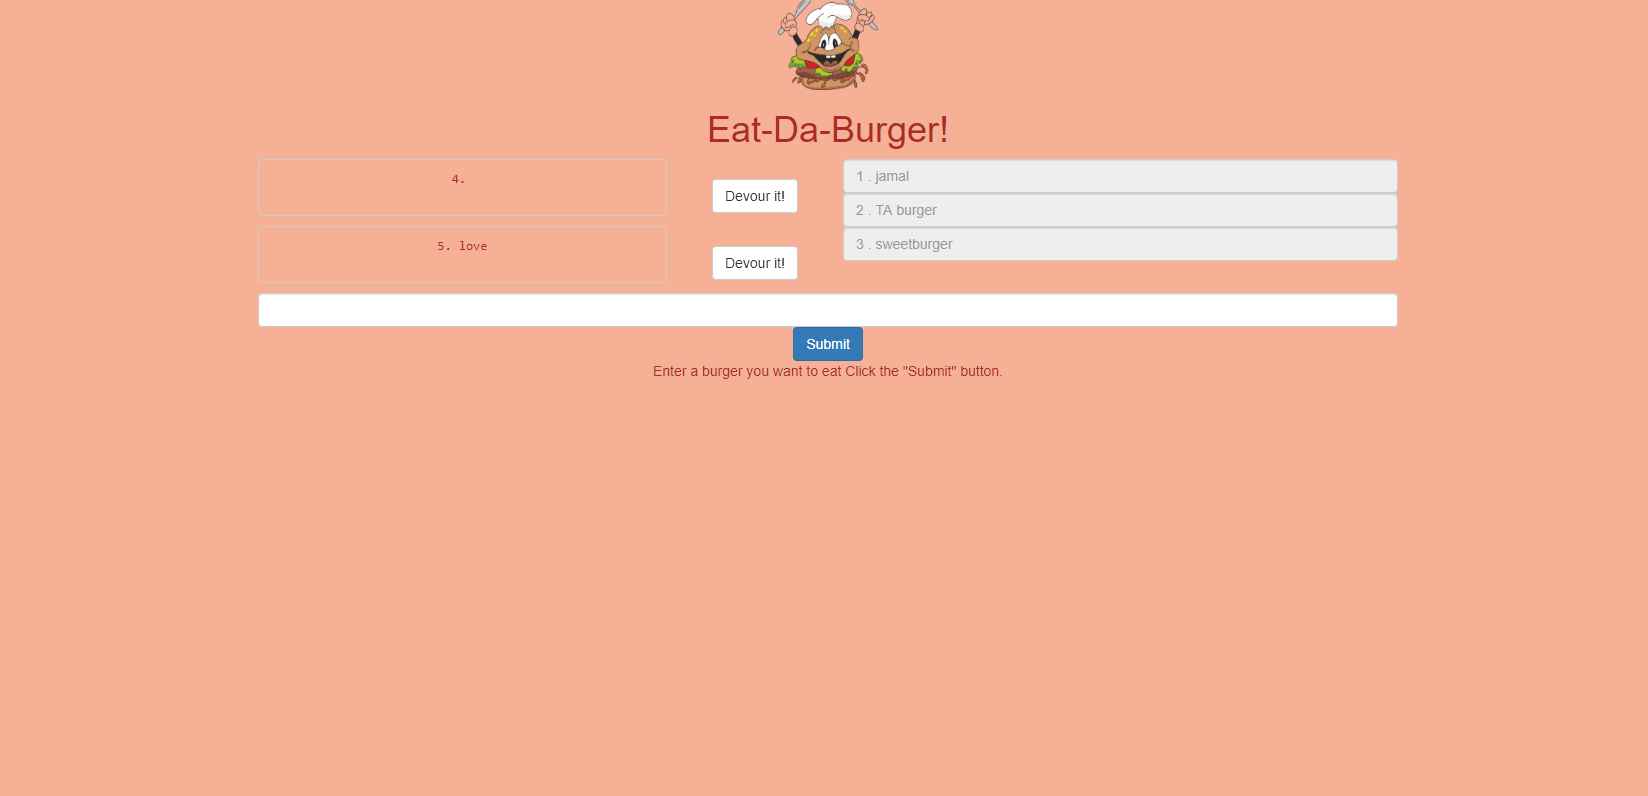 Eat-Da-Burger!
4.
Devour it!
5. love
Devour it!
1 . jamal
2 . TA burger
3 . sweetburger
Submit
Enter a burger you want to eat Click the "Submit" button.